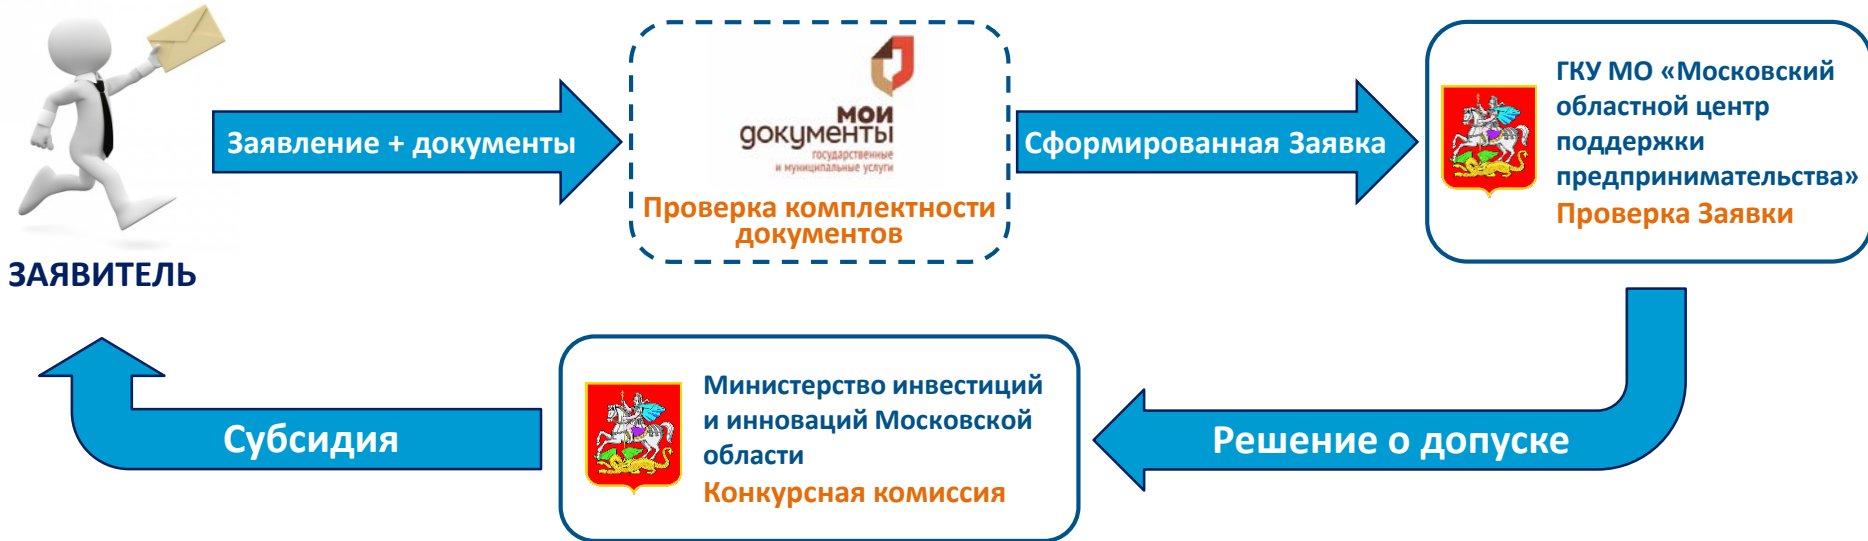 Заявление + документы
мои
документы
государственные
и муниципальные услуги
Проверка комплектности
документов
Сформированная Заявка
ГКУ МО «Московский
областной центр
поддержки
предпринимательства»
Проверка Заявки
ЗАЯВИТЕЛЬ
Субсидия
Министерство инвестиций
и инноваций Московской
области
Конкурсная комиссия
Решение о допуске